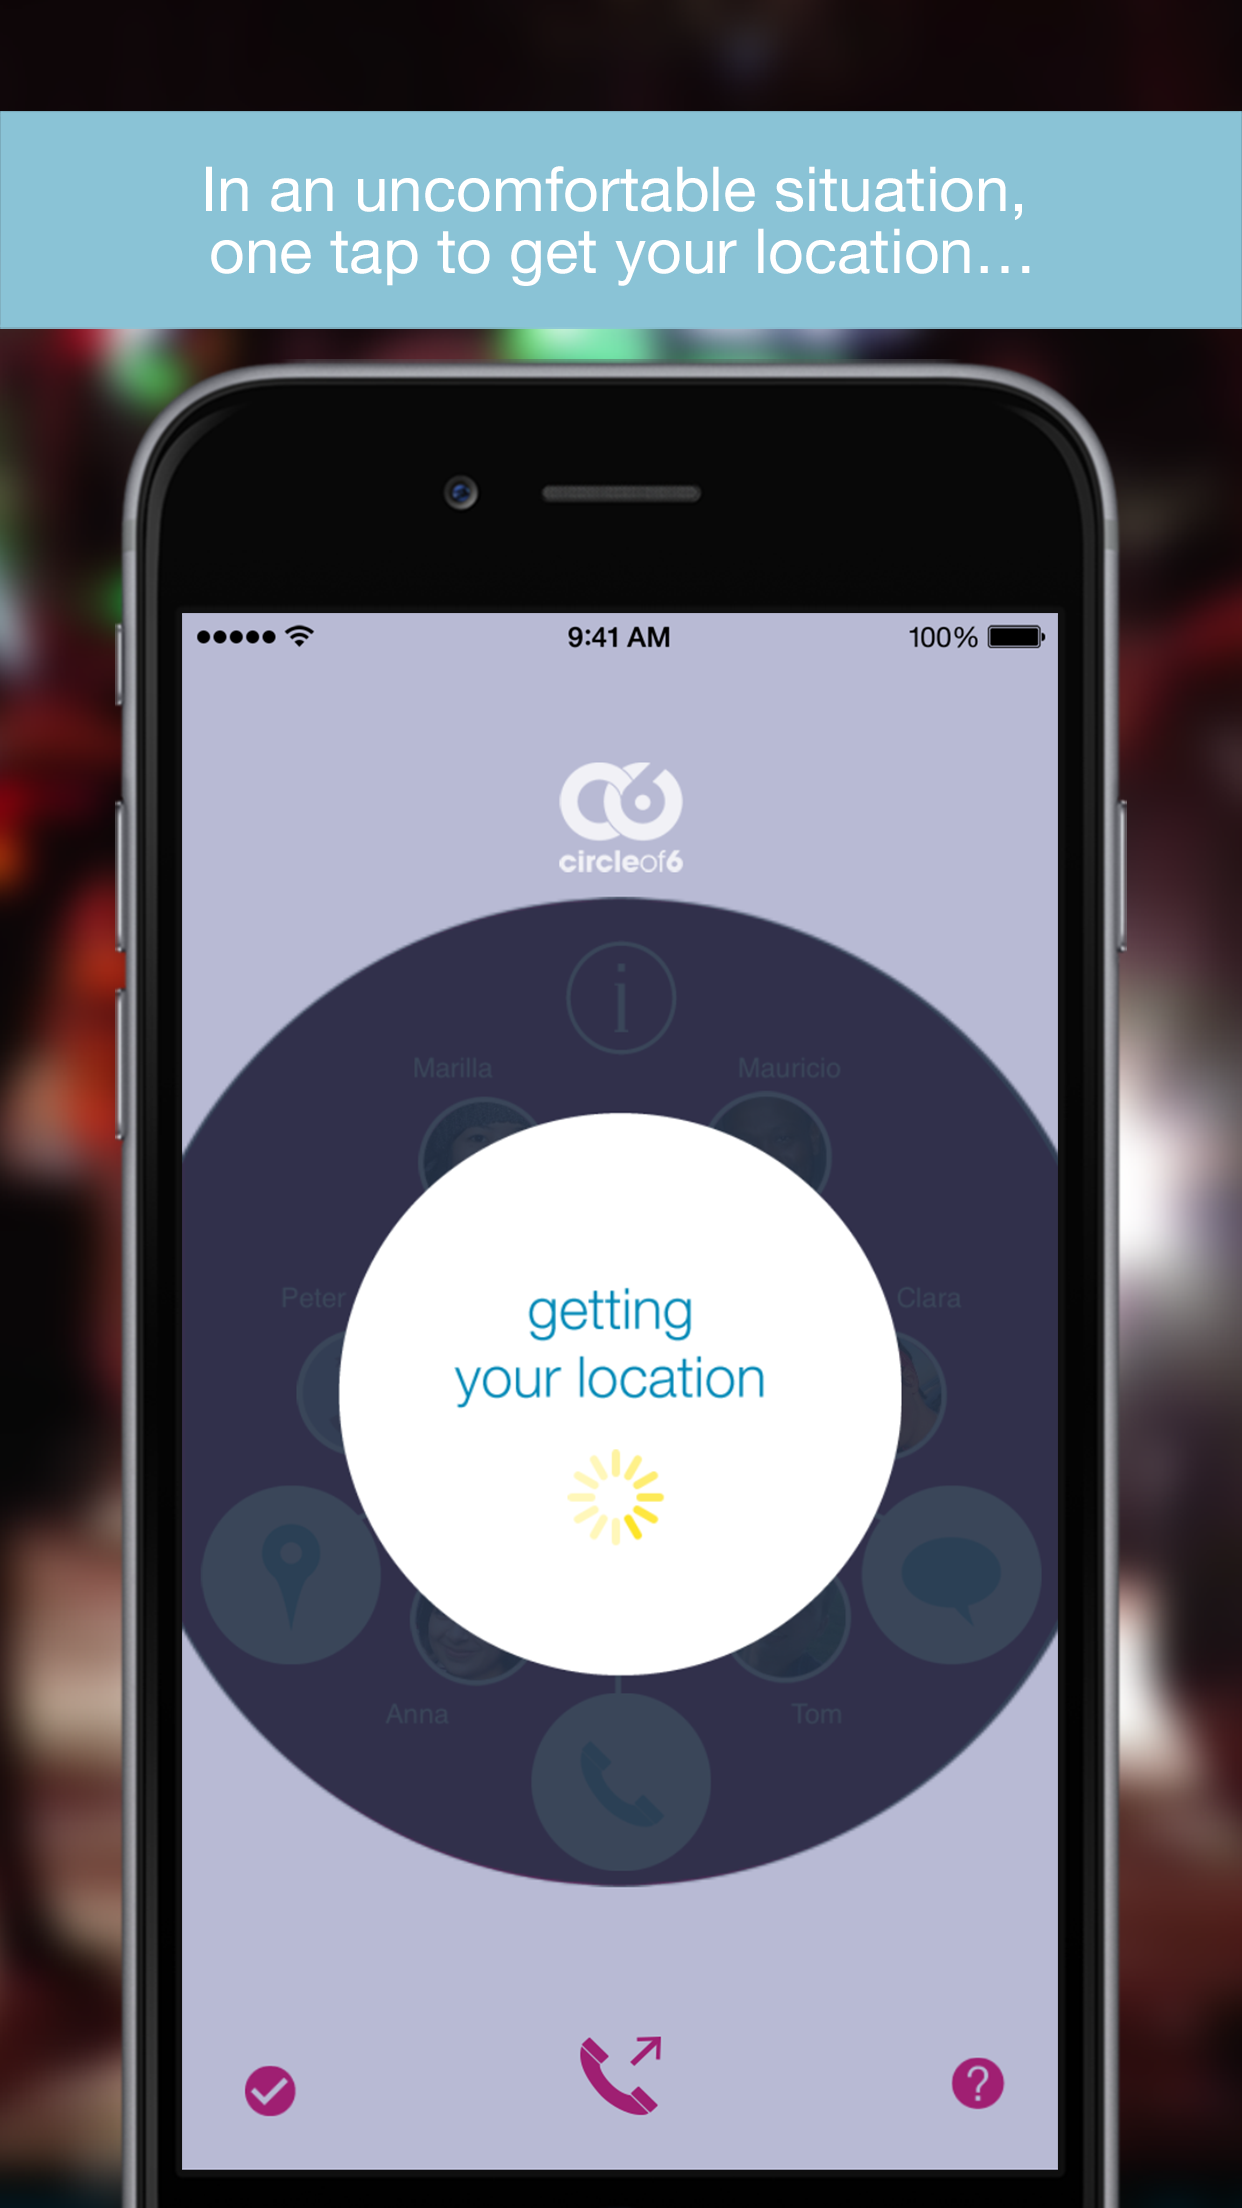 In an uncomfortable situation,
one tap to get your location…
9:41 AM
100%
circleof6
i
Marilla
Mauricio
Peter
Clara
getting
your location
Anna
Tom
?